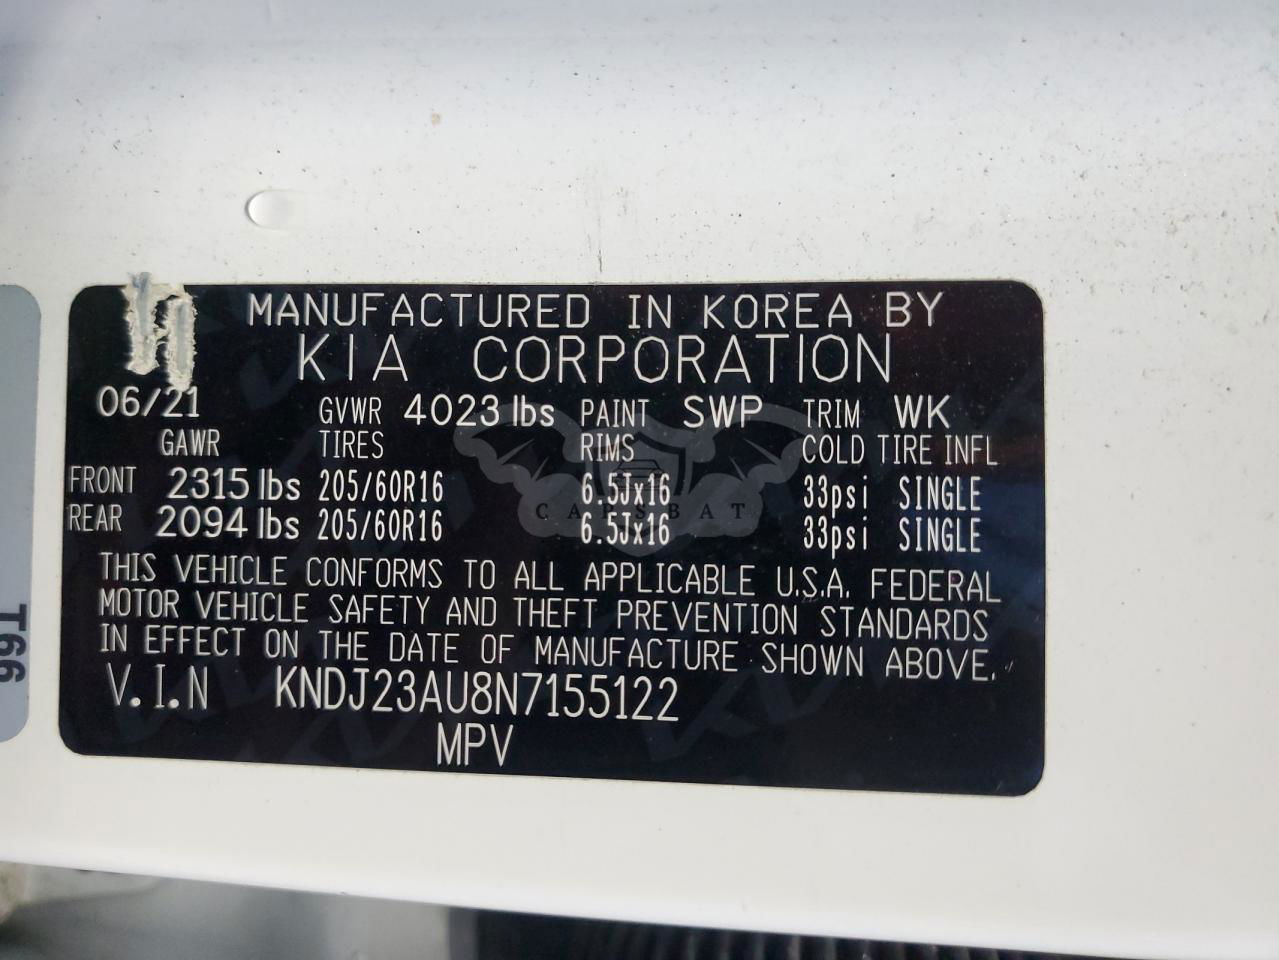 MANUFACTURED IN KOREA BY
KIA CORPORATION
06/21 GVWR 4023 lbs PAINT SWP TRIM WK
GAWR TIRES RIMS COLD TIRE INFL
FRONT 2315 lbs 205/60R16 6.5Jx16 33psi SINGLE
CARSBAT
REAR 2094 lbs 205/60R16 6.5Jx16 33psi SINGLE
THIS VEHICLE CONFORMS TO ALL APPLICABLE U.S.A. FEDERAL
MOTOR VEHICLE SAFETY AND THEFT PREVENTION STANDARDS
IN EFFECT ON THE DATE OF MANUFACTURE SHOWN ABOVE.
V.I.N KNDJ23AU8N7155122
MPV
T66